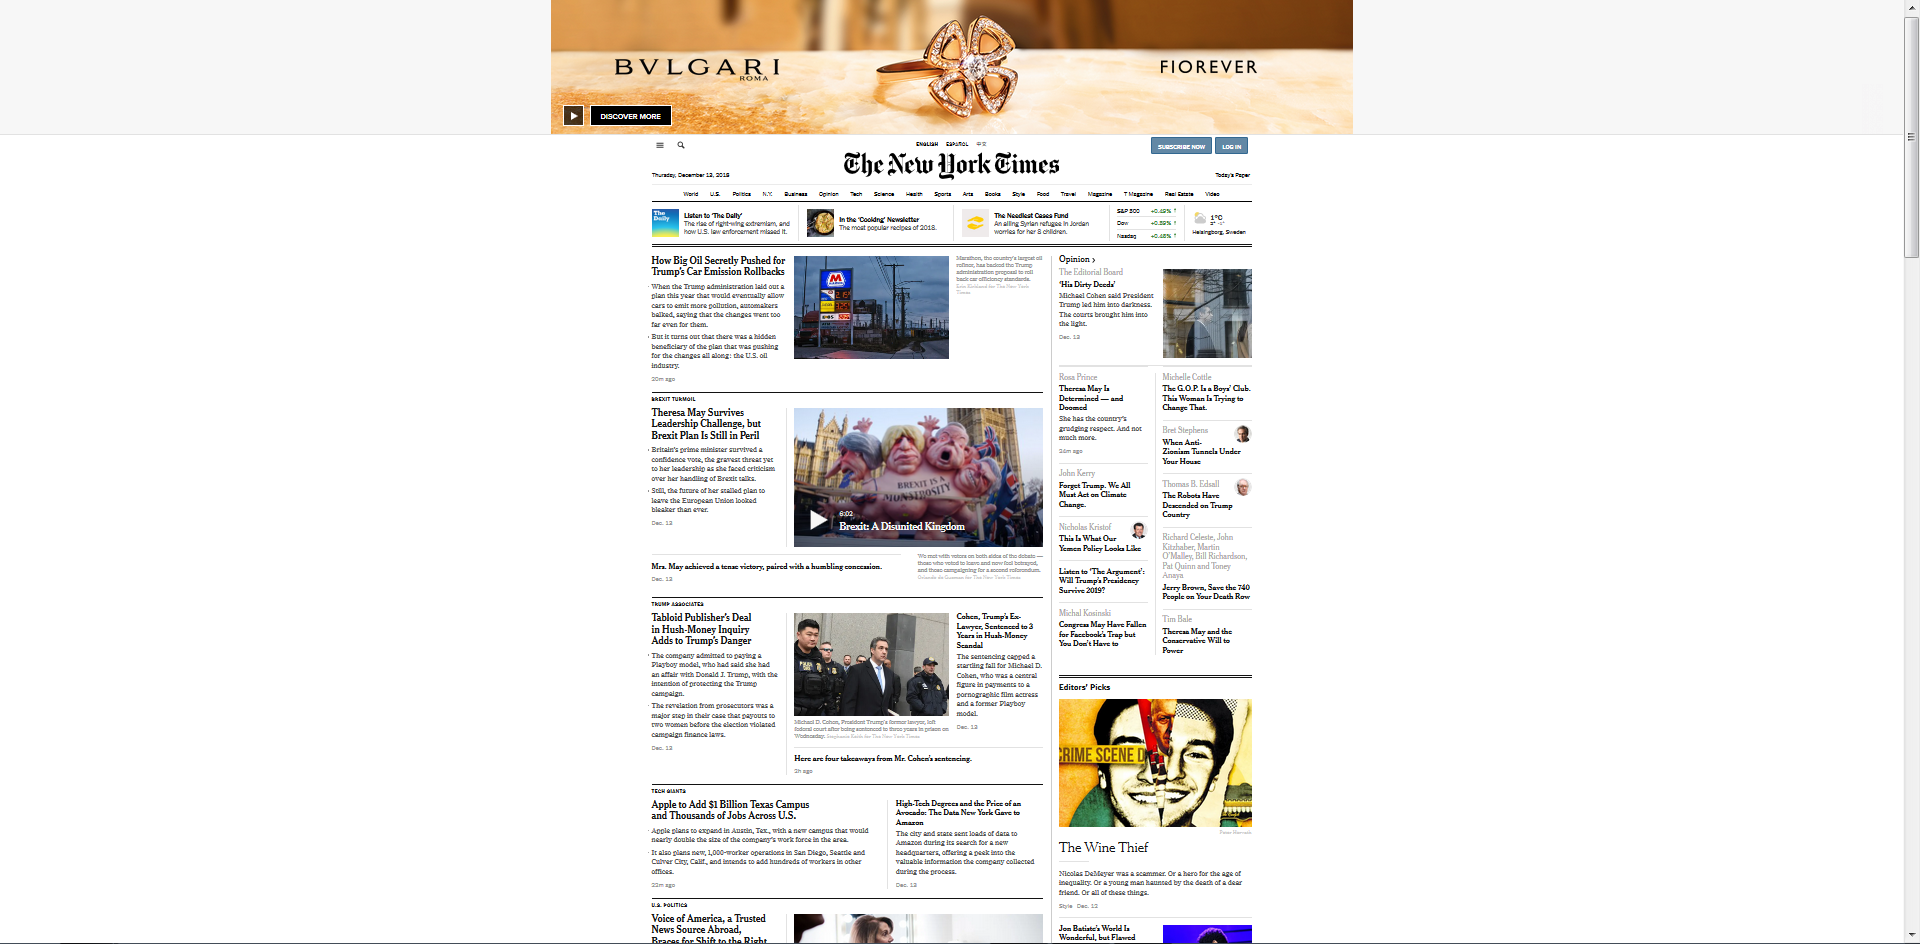 BVLGARI
ROMA
FIOREVER
DISCOVER MORE
ENGLISH ESPAÑOL 中文
SUBSCRIBE NOW LOG IN
The New York Times
Thursday, December 13, 2018
Today's Paper
World U.S. Politics N.Y. Business Opinion Tech Science Health Sports Arts Books Style Food Travel Magazine T Magazine Real Estate Video
The Daily
Listen to 'The Daily'
The rise of right-wing extremism, and
how U.S. law enforcement missed it.
In the 'Cooking' Newsletter
The most popular recipes of 2018.
The Neediest Cases Fund
An ailing Syrian refugee in Jordan
worries for her 8 children.
S&P 500 +0.49% ↑
Dow +0.59% ↑
Nasdaq +0.48% ↑
1°C
Helsingborg, Sweden
How Big Oil Secretly Pushed for
Trump's Car Emission Rollbacks
When the Trump administration laid out a
plan this year that would eventually allow
cars to emit more pollution, automakers
balked, saying that the changes went too
far even for them.
But it turns out that there was a hidden
beneficiary of the plan that was pushing
for the changes all along: the U.S. oil
industry.
20m ago
Marathon, the country's largest oil
refiner, has backed the Trump
administration proposal to roll
back car efficiency standards.
BREXIT TURMOIL
Theresa May Survives
Leadership Challenge, but
Brexit Plan Is Still in Peril
Britain's prime minister survived a
confidence vote, the gravest threat yet
to her leadership as she faced criticism
over her handling of Brexit talks.
Still, the future of her stalled plan to
leave the European Union looked
bleaker than ever.
Dec. 13
BREXIT IS A
MONSTROSITY
6:02
Brexit: A Disunited Kingdom
Mrs. May achieved a tense victory, paired with a humbling concession.
Dec. 13
We met with voters on both sides of the debate —
those who voted to leave and now feel betrayed,
and those campaigning for a second referendum.
TRUMP ASSOCIATES
Tabloid Publisher's Deal
in Hush-Money Inquiry
Adds to Trump's Danger
The company admitted to paying a
Playboy model, who had said she had
an affair with Donald J. Trump, with the
intention of protecting the Trump
campaign.
The revelation from prosecutors was a
major step in their case that payouts to
two women before the election violated
campaign finance laws.
Dec. 13
Michael D. Cohen, President Trump's former lawyer, left
federal court after being sentenced to three years in prison on
Wednesday.
Cohen, Trump's Ex-
Lawyer, Sentenced to 3
Years in Hush-Money
Scandal
The sentencing capped a
startling fall for Michael D.
Cohen, who was a central
figure in payments to a
pornographic film actress
and a former Playboy
model.
Dec. 13
Here are four takeaways from Mr. Cohen's sentencing.
2h ago
TECH GIANTS
Apple to Add $1 Billion Texas Campus
and Thousands of Jobs Across U.S.
Apple plans to expand in Austin, Tex., with a new campus that would
nearly double the size of the company's work force in the area.
It also plans new, 1,000-worker operations in San Diego, Seattle and
Culver City, Calif., and intends to add hundreds of workers in other
offices.
22m ago
High-Tech Degrees and the Price of an
Avocado: The Data New York Gave to
Amazon
The city and state sent loads of data to
Amazon during its search for a new
headquarters, offering a peek into the
valuable information the company collected
during the process.
Dec. 13
U.S. POLITICS
Voice of America, a Trusted
News Source Abroad,
Braces for Shift to the Right
Opinion ›
The Editorial Board
'His Dirty Deeds'
Michael Cohen said President
Trump led him into darkness.
The courts brought him into
the light.
Dec. 13
Rosa Prince
Theresa May Is
Determined — and
Doomed
She has the country's
grudging respect. And not
much more.
John Kerry
Forget Trump. We All
Must Act on Climate
Change.
Nicholas Kristof
This Is What Our
Yemen Policy Looks Like
Listen to 'The Argument':
Will Trump's Presidency
Survive 2019?
Michal Kosinski
Congress May Have Fallen
for Facebook's Trap but
You Don't Have to
Michelle Cottle
The G.O.P. Is a Boys' Club.
This Woman Is Trying to
Change That.
Bret Stephens
When Anti-
Zionism Tunnels Under
Your House
Thomas B. Edsall
The Robots Have
Descended on Trump
Country
Richard Celeste, John
Kitzhaber, Martin
O'Malley, Bill Richardson,
Pat Quinn and Toney
Anaya
Jerry Brown, Save the 740
People on Your Death Row
Tim Bale
Theresa May and the
Conservative Will to
Power
Editors' Picks
CRIME SCENE D
The Wine Thief
Nicolas DeMeyer was a scammer. Or a hero for the age of
inequality. Or a young man haunted by the death of a dear
friend. Or all of these things.
Style Dec. 12
Jon Batiste's World Is
Wonderful, but Flawed